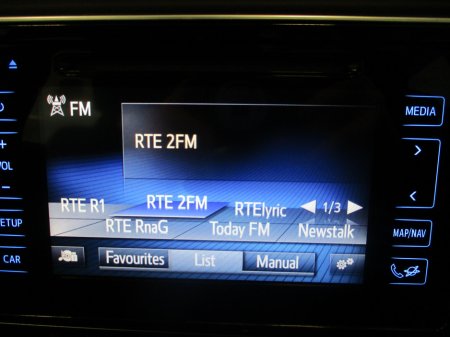 FM
MEDIA
RTE 2FM
VOL
RTE R1
RTE 2FM
RTElyric
1/3
RTE RnaG
Today FM
Newstalk
SETUP
MAP/NAV
CAR
Favourites
List
Manual